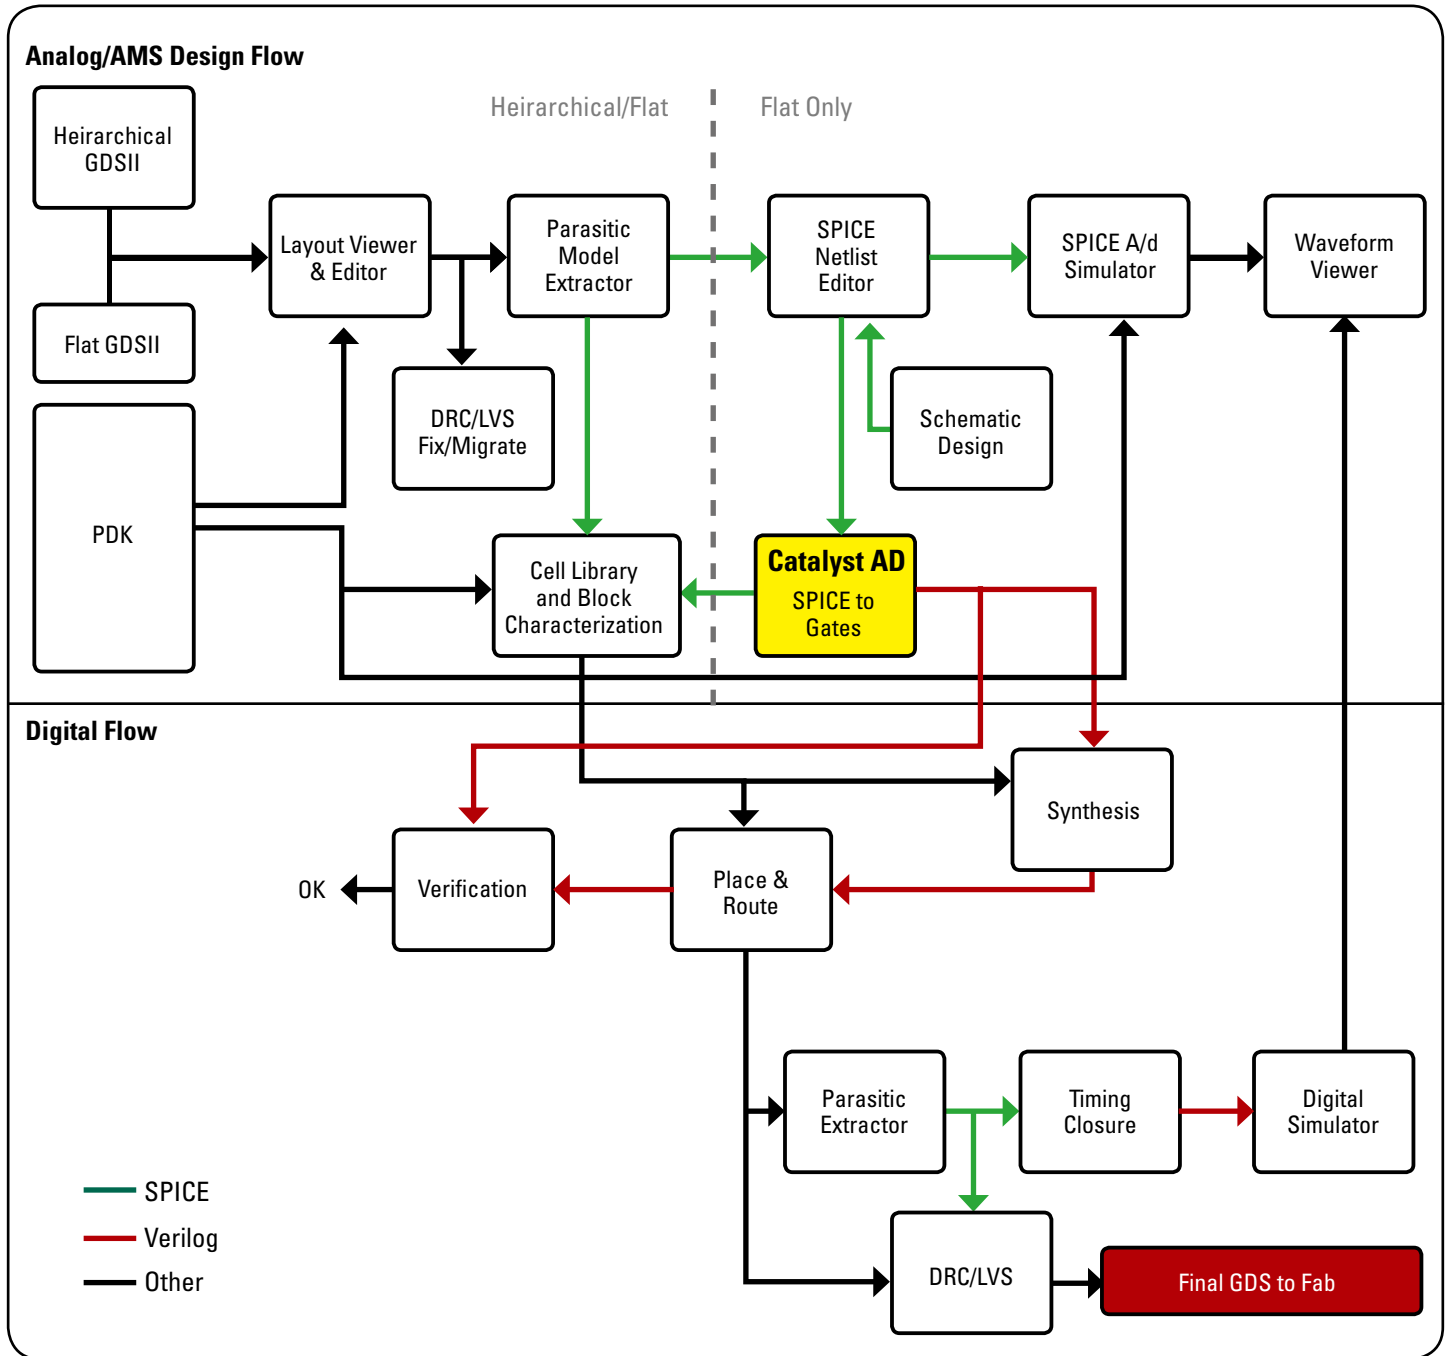 Analog/AMS Design Flow
Heirarchical/Flat
Flat Only
Heirarchical
GDSII
Layout Viewer
& Editor
Parasitic
Model
Extractor
SPICE
Netlist
Editor
SPICE A/d
Simulator
Waveform
Viewer
Flat GDSII
DRC/LVS
Fix/Migrate
Schematic
Design
PDK
Cell Library
and Block
Characterization
Catalyst AD
SPICE to
Gates
Digital Flow
Synthesis
OK
Verification
Place &
Route
Parasitic
Extractor
Timing
Closure
Digital
Simulator
SPICE
Verilog
Other
DRC/LVS
Final GDS to Fab